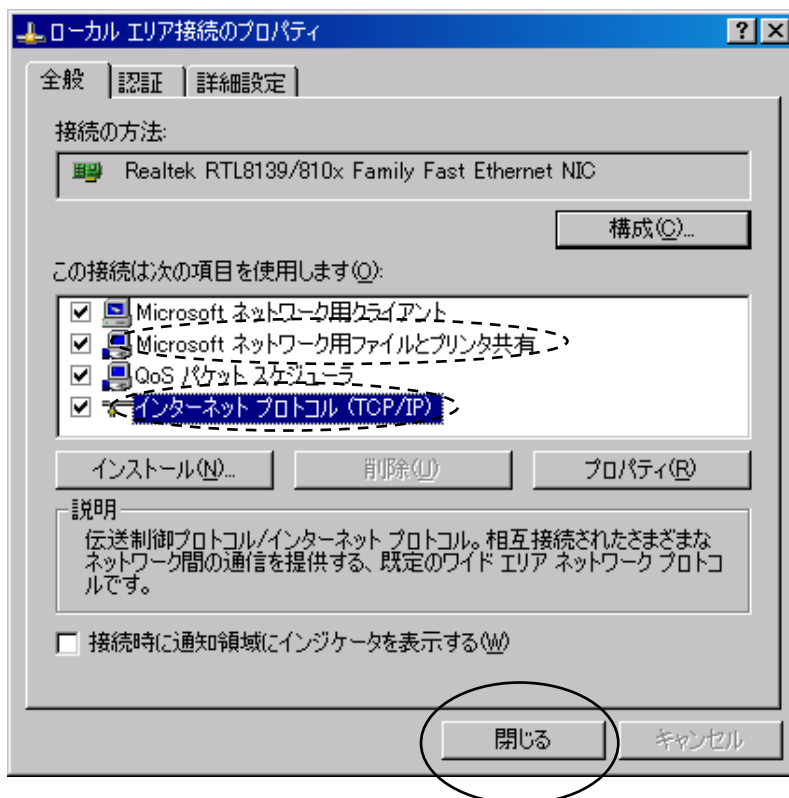 ローカル エリア接続のプロパティ
全般 認証 詳細設定
接続の方法:
Realtek RTL8139/810x Family Fast Ethernet NIC
構成(C)...
この接続は次の項目を使用します(O):
Microsoft ネットワーク用クライアント
Microsoft ネットワーク用ファイルとプリンタ共有
QoS パケット スケジューラ
インターネット プロトコル (TCP/IP)
インストール(N)... 削除(U) プロパティ(R)
説明
伝送制御プロトコル/インターネット プロトコル。相互接続されたさまざまな
ネットワーク間の通信を提供する、既定のワイド エリア ネットワーク プロトコ
ルです。
接続時に通知領域にインジケータを表示する(W)
閉じる キャンセル